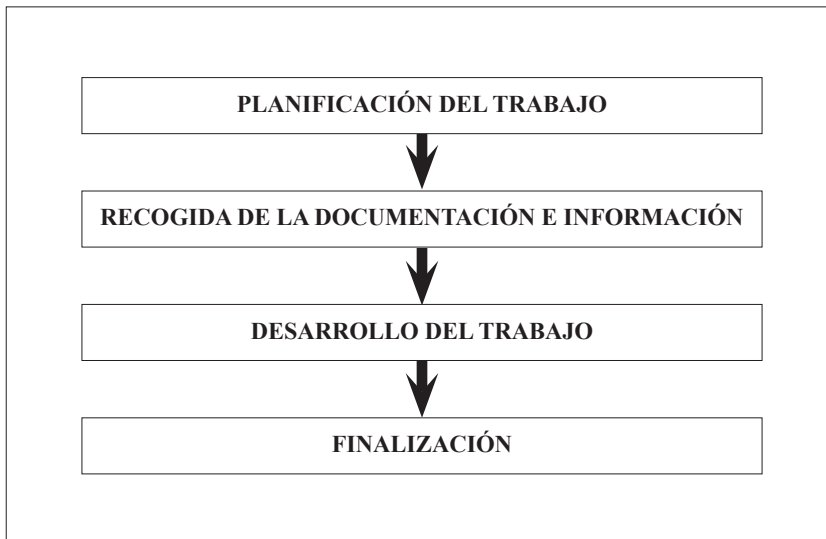 PLANIFICACIÓN DEL TRABAJO
RECOGIDA DE LA DOCUMENTACIÓN E INFORMACIÓN
DESARROLLO DEL TRABAJO
FINALIZACIÓN